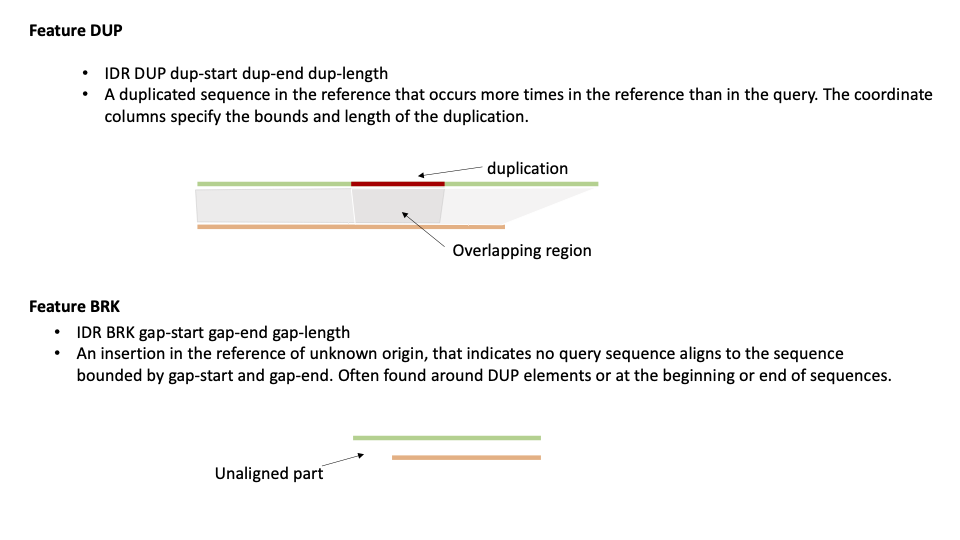 Feature DUP
• IDR DUP dup-start dup-end dup-length
• A duplicated sequence in the reference that occurs more times in the reference than in the query. The coordinate
columns specify the bounds and length of the duplication.
duplication
Overlapping region
Feature BRK
• IDR BRK gap-start gap-end gap-length
• An insertion in the reference of unknown origin, that indicates no query sequence aligns to the sequence
bounded by gap-start and gap-end. Often found around DUP elements or at the beginning or end of sequences.
Unaligned part